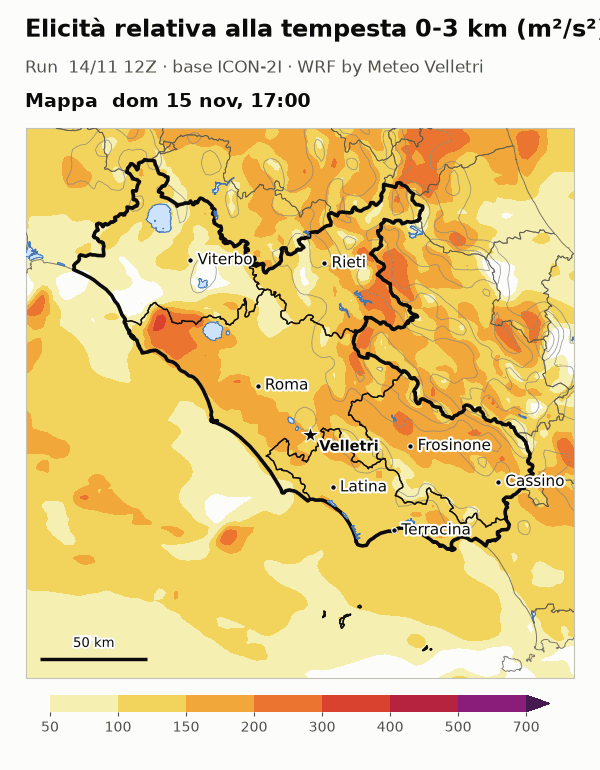 Elicità relativa alla tempesta 0-3 km (m²/s²)
Run 14/11 12Z · base ICON-2I · WRF by Meteo Velletri
Mappa dom 15 nov, 17:00
Viterbo
Rieti
Roma
Velletri
Frosinone
Latina
Cassino
Terracina
50 km
50 100 150 200 300 400 500 700